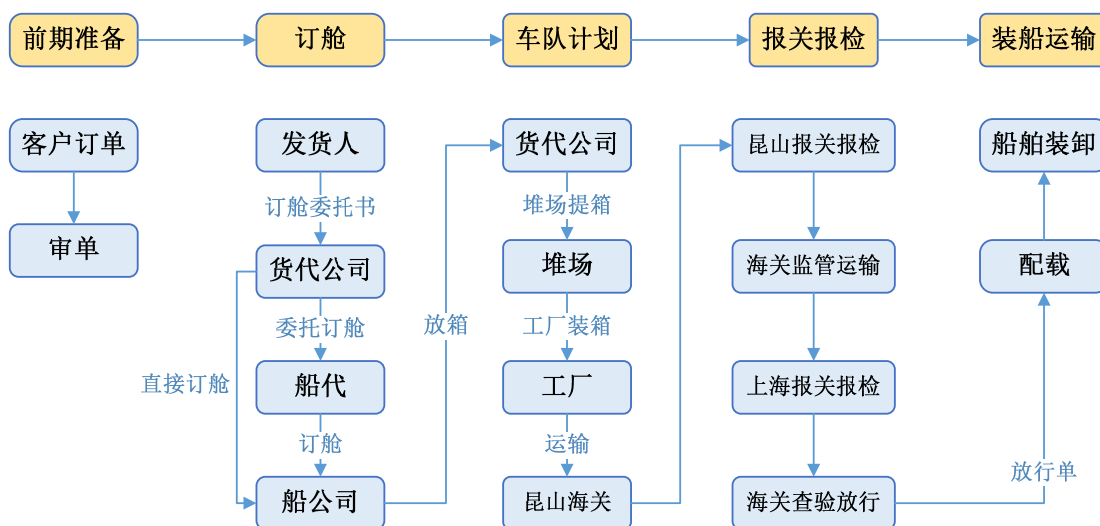 前期准备
订舱
车队计划
报关报检
装船运输
客户订单
审单
发货人
订舱委托书
货代公司
委托订舱
直接订舱
船代
订舱
船公司
放箱
货代公司
堆场提箱
堆场
工厂装箱
工厂
运输
昆山海关
昆山报关报检
海关监管运输
上海报关报检
海关查验放行
放行单
配载
船舶装卸